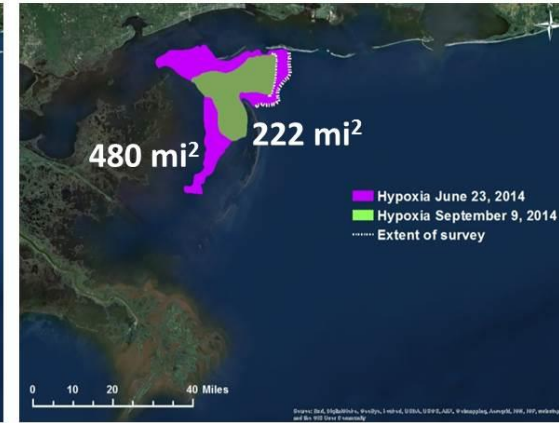 480 mi²
222 mi²
Hypoxia June 23, 2014
Hypoxia September 9, 2014
Extent of survey
0 10 20 40 Miles